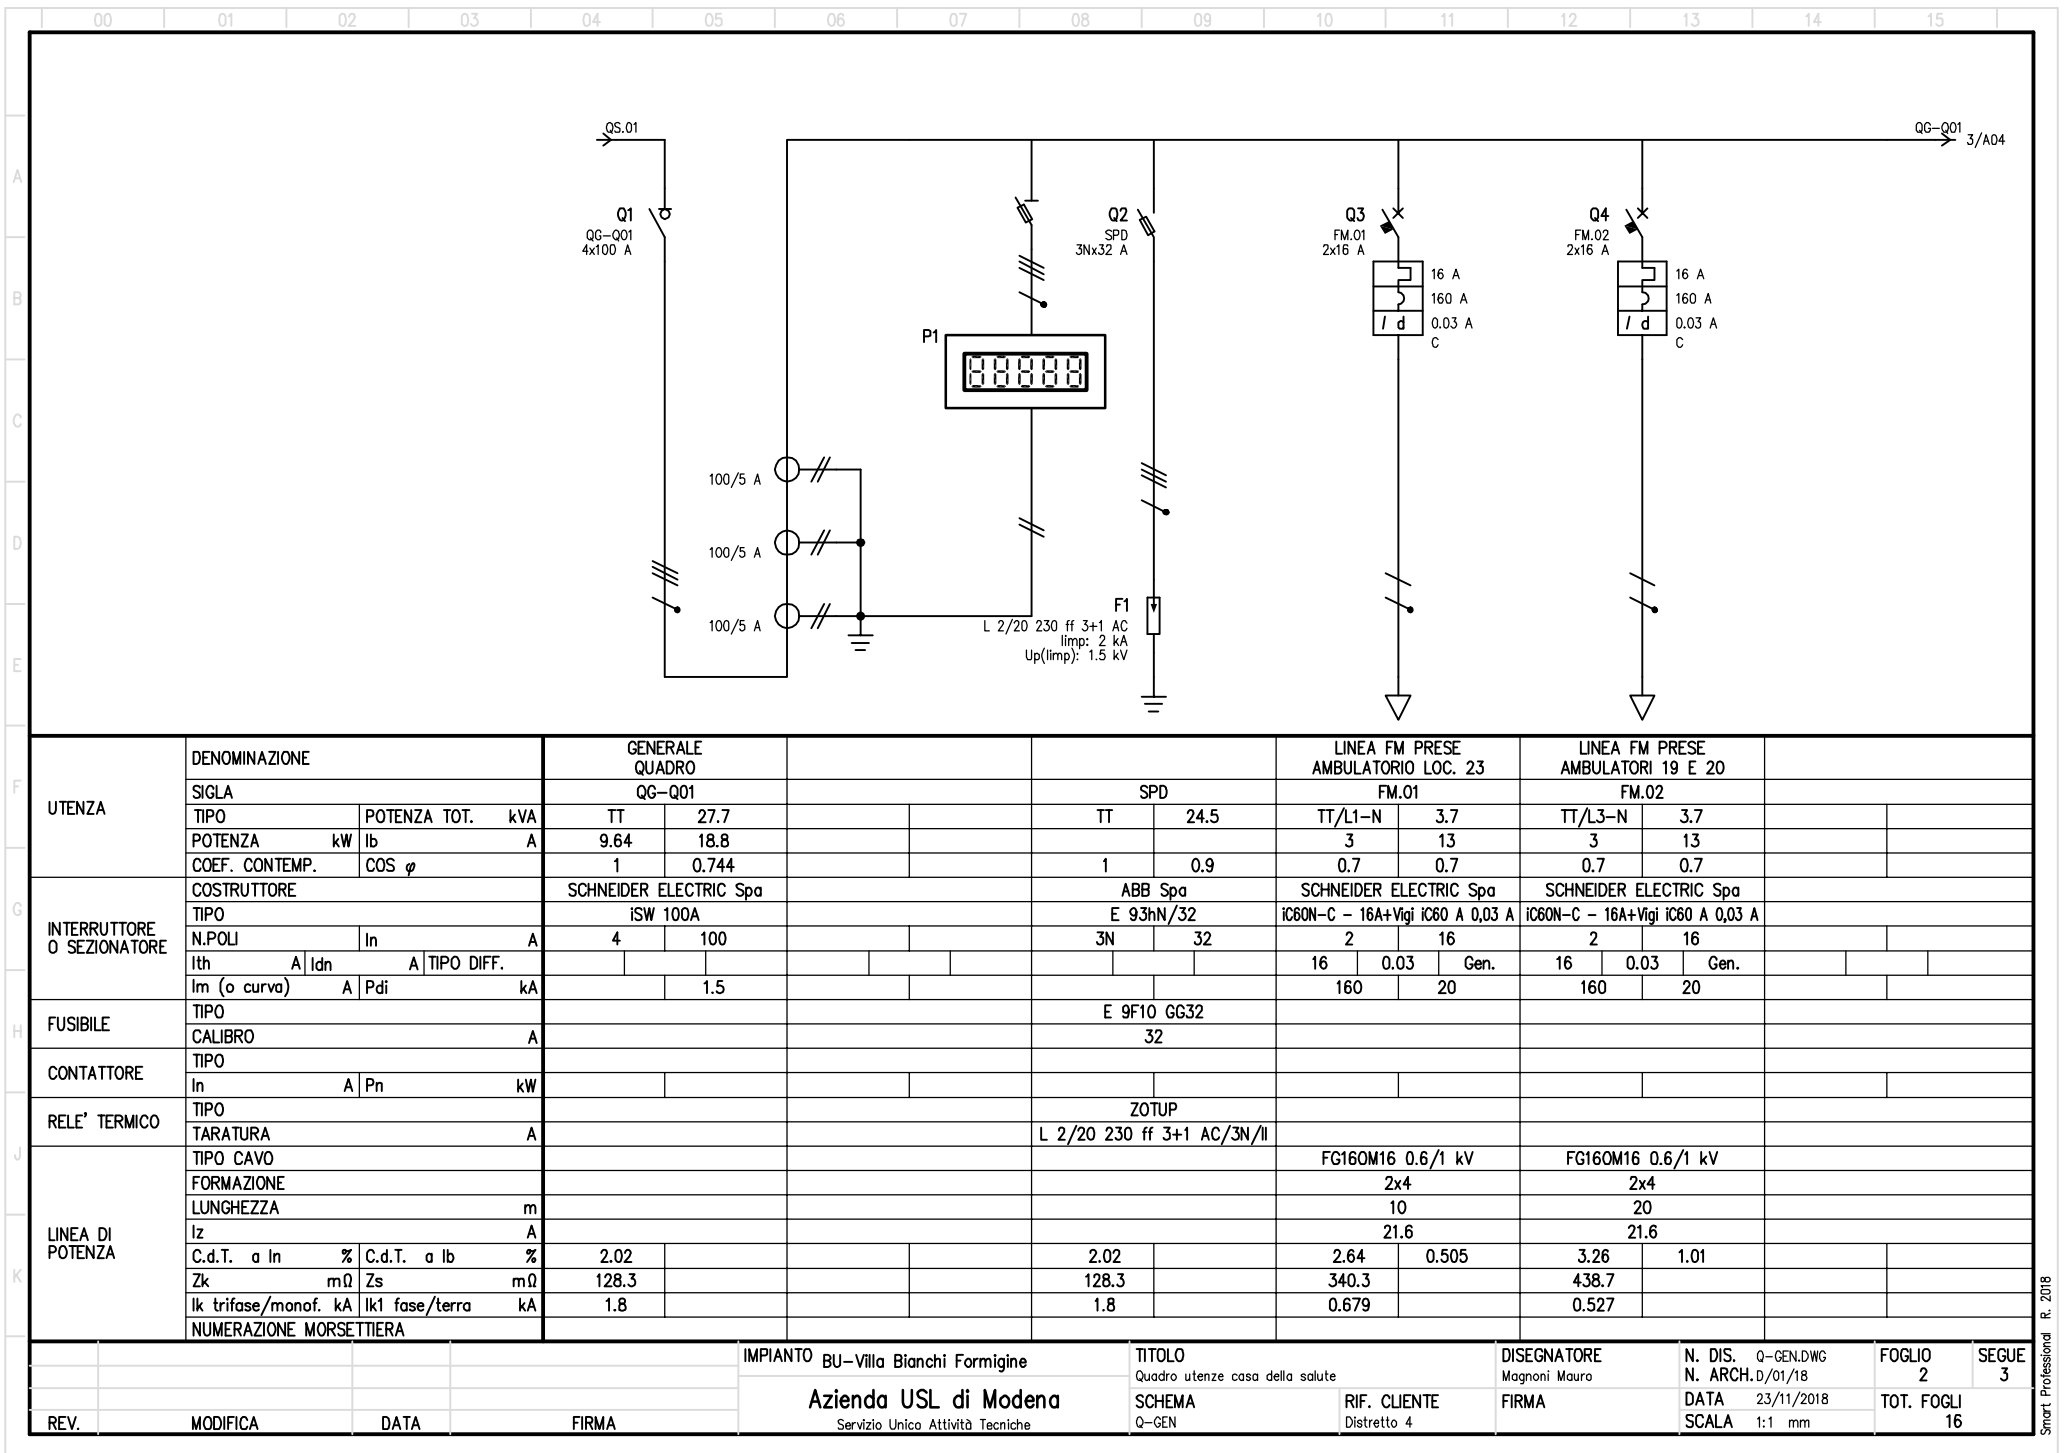 00 01 02 03 04 05 06 07 08 09 10 11 12 13 14 15
A
B
C
D
E
F
G
H
J
K
QS.01
QG-Q01
3/A04
Q1
QG-Q01
4x100 A
100/5 A
100/5 A
100/5 A
P1
88888
Q2
SPD
3Nx32 A
F1
L 2/20 230 ff 3+1 AC
Iimp: 2 kA
Up(Iimp): 1.5 kV
Q3
FM.01
2x16 A
16 A
160 A
I d 0.03 A
C
Q4
FM.02
2x16 A
16 A
160 A
I d 0.03 A
C
UTENZA
DENOMINAZIONE GENERALE QUADRO LINEA FM PRESE AMBULATORIO LOC. 23 LINEA FM PRESE AMBULATORI 19 E 20
SIGLA QG-Q01 SPD FM.01 FM.02
TIPO POTENZA TOT. kVA TT 27.7 TT 24.5 TT/L1-N 3.7 TT/L3-N 3.7
POTENZA kW Ib A 9.64 18.8 3 13 3 13
COEF. CONTEMP. COS φ 1 0.744 1 0.9 0.7 0.7 0.7 0.7
INTERRUTTORE
O SEZIONATORE
COSTRUTTORE SCHNEIDER ELECTRIC Spa ABB Spa SCHNEIDER ELECTRIC Spa SCHNEIDER ELECTRIC Spa
TIPO iSW 100A E 93hN/32 iC60N-C - 16A+Vigi iC60 A 0,03 A iC60N-C - 16A+Vigi iC60 A 0,03 A
N.POLI In A 4 100 3N 32 2 16 2 16
Ith A Idn A TIPO DIFF. 16 0.03 Gen. 16 0.03 Gen.
Im (o curva) A Pdi kA 1.5 160 20 160 20
FUSIBILE
TIPO E 9F10 GG32
CALIBRO A 32
CONTATTORE
TIPO
In A Pn kW
RELE' TERMICO
TIPO ZOTUP
TARATURA A L 2/20 230 ff 3+1 AC/3N/II
LINEA DI
POTENZA
TIPO CAVO FG16OM16 0.6/1 kV FG16OM16 0.6/1 kV
FORMAZIONE 2x4 2x4
LUNGHEZZA m 10 20
Iz A 21.6 21.6
C.d.T. a In % C.d.T. a Ib % 2.02 2.02 2.64 0.505 3.26 1.01
Zk mΩ Zs mΩ 128.3 128.3 340.3 438.7
Ik trifase/monof. kA Ik1 fase/terra kA 1.8 1.8 0.679 0.527
NUMERAZIONE MORSETTIERA
REV. MODIFICA DATA FIRMA
IMPIANTO BU-Villa Bianchi Formigine
Azienda USL di Modena
Servizio Unico Attività Tecniche
TITOLO
Quadro utenze casa della salute
SCHEMA
Q-GEN
RIF. CLIENTE
Distretto 4
DISEGNATORE
Magnoni Mauro
FIRMA
N. DIS. Q-GEN.DWG
N. ARCH. D/01/18
DATA 23/11/2018
SCALA 1:1 mm
FOGLIO
2
SEGUE
3
TOT. FOGLI
16
Smart Professional R. 2018